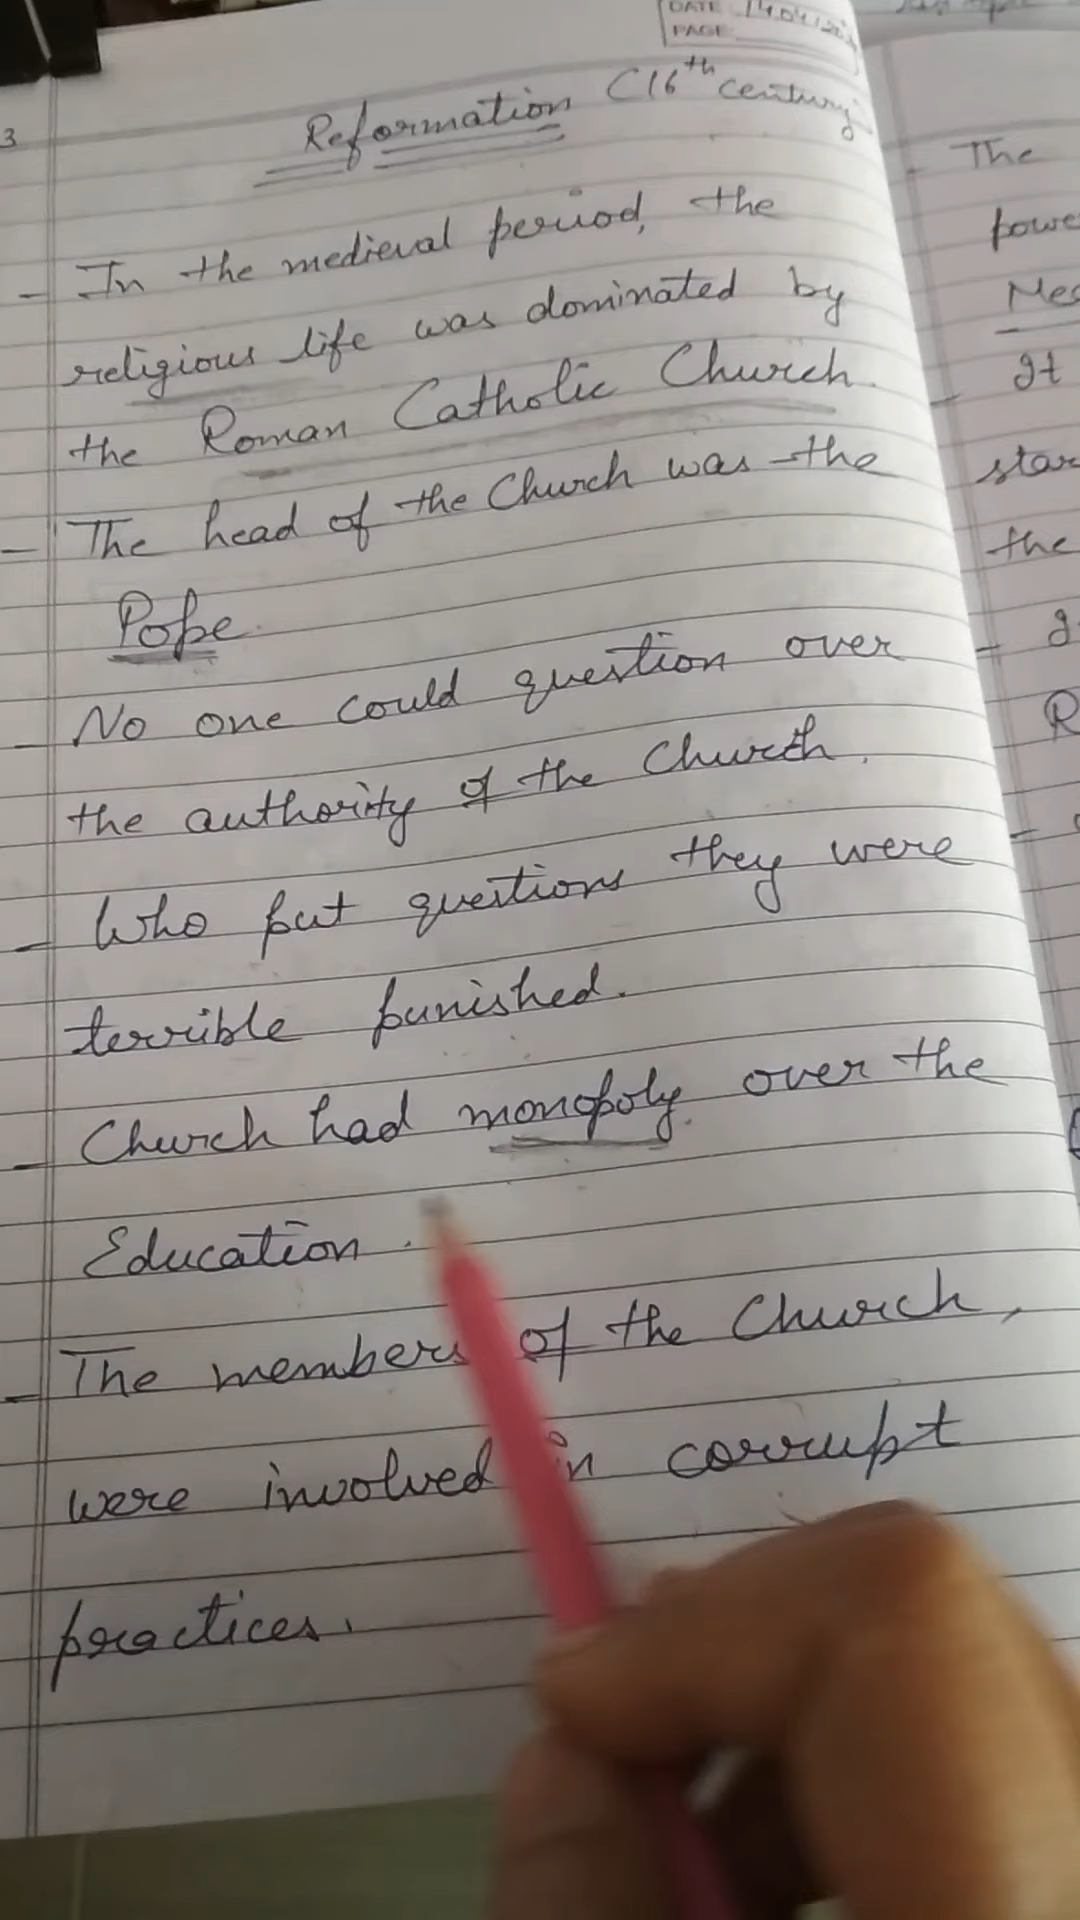 DATE
PAGE
3
Reformation (16th century
- In the medieval period, the
religious life was dominated by
the Roman Catholic Church.
- The head of the Church was the
Pope.
- No one could question over
the authority of the Church.
- Who put questions they were
terrible punished.
- Church had monopoly over the
Education.
- The members of the Church,
were involved in corrupt
practices.
- The
powe
- It
star
the
R